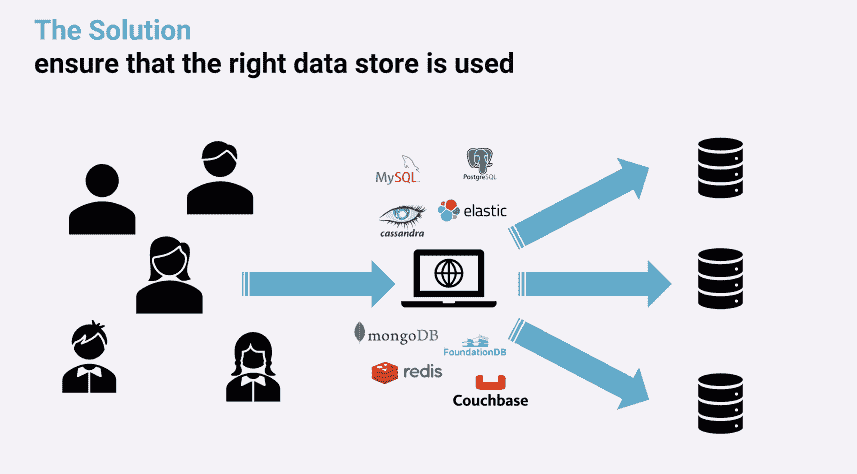 The Solution
ensure that the right data store is used
MySQL
PostgreSQL
cassandra
elastic
mongoDB
FoundationDB
redis
Couchbase